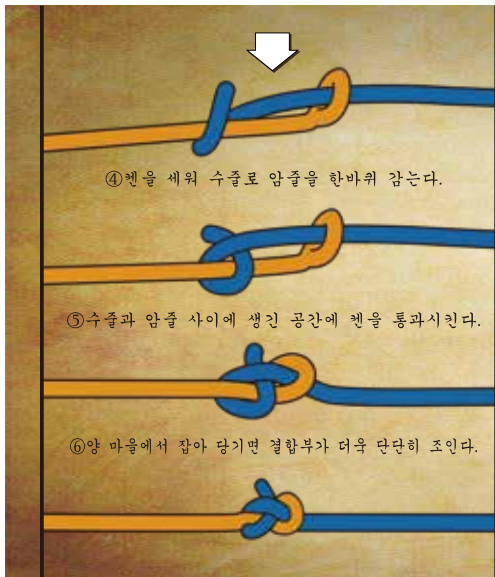 ④켄을 세워 수줄로 암줄을 한바퀴 감는다.
⑤수줄과 암줄 사이에 생긴 공간에 켄을 통과시킨다.
⑥양 마을에서 잡아 당기면 결합부가 더욱 단단히 조인다.